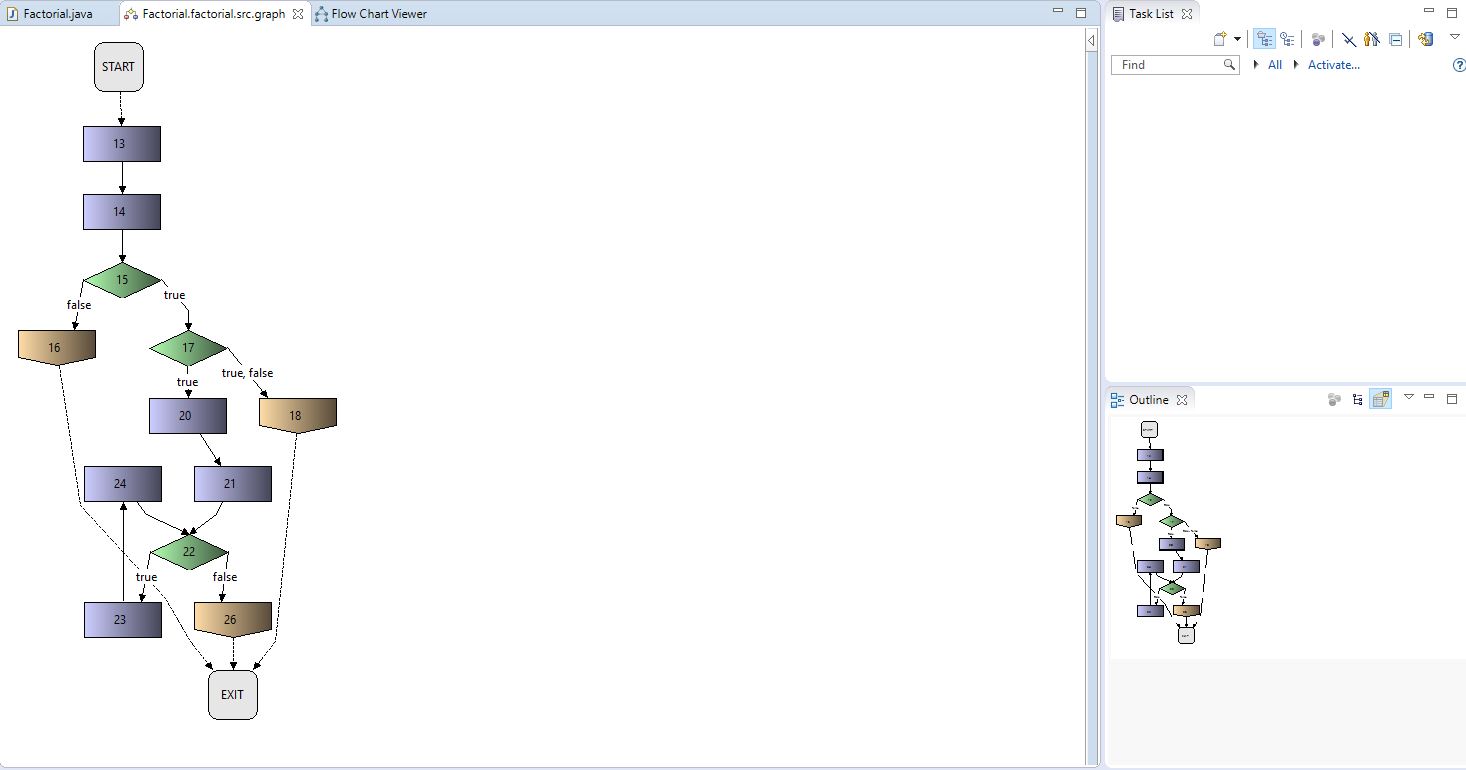 Factorial.java
Factorial.factorial.src.graph
Flow Chart Viewer
START
13
14
15
false
true
16
17
true
true, false
20
18
24
21
22
true
false
23
26
EXIT
Task List
Find
All
Activate...
Outline